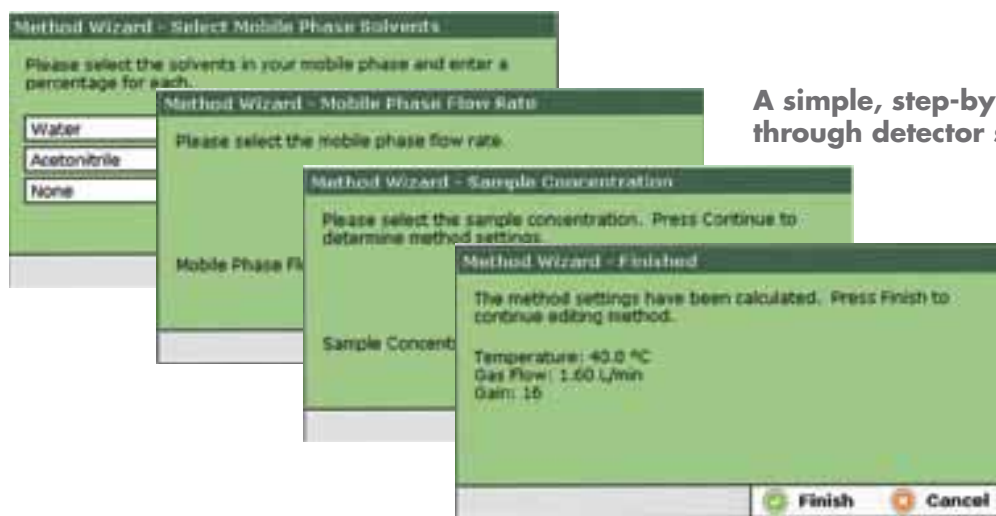 Method Wizard - Select Mobile Phase Solvents
Please select the solvents in your mobile phase and enter a
percentage for each.
Water
Acetonitrile
None
Method Wizard - Mobile Phase Flow Rate
Please select the mobile phase flow rate.
Mobile Phase Fl
Method Wizard - Sample Concentration
Please select the sample concentration. Press Continue to
determine method settings.
Sample Concent
Method Wizard - Finished
The method settings have been calculated. Press Finish to
continue editing method.
Temperature: 40.0 °C
Gas Flow: 1.60 L/min
Gain: 16
Finish
Cancel
A simple, step-by
through detector s